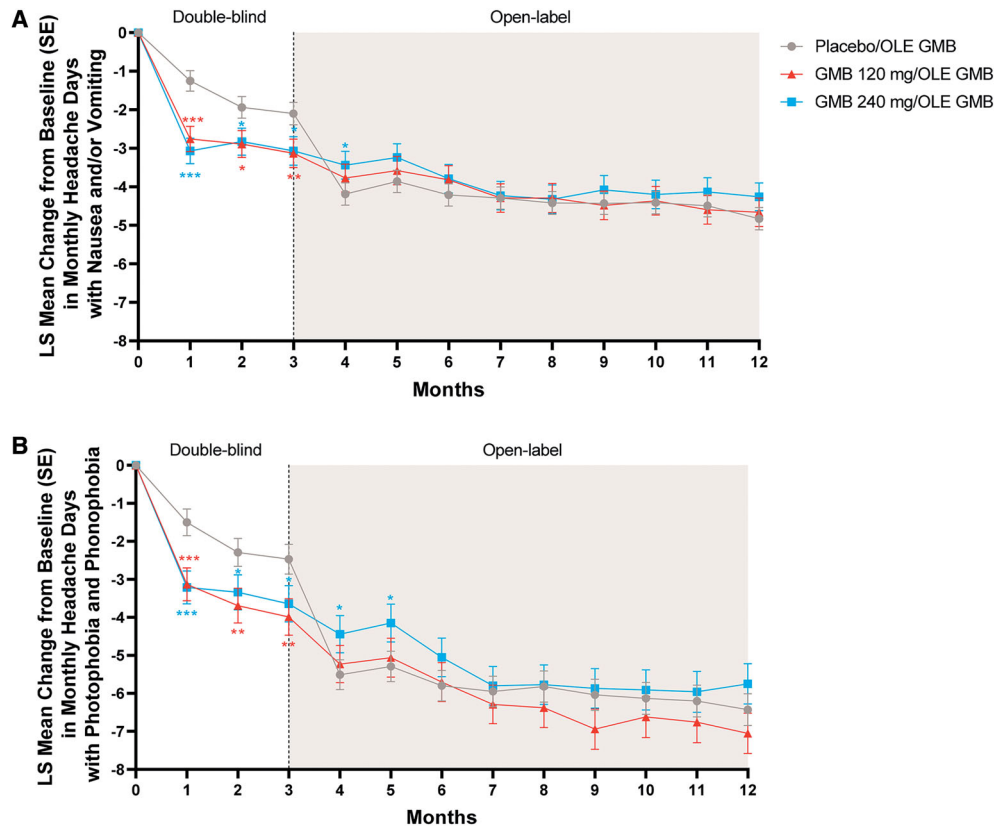 A
Double-blind
Open-label
LS Mean Change from Baseline (SE)
in Monthly Headache Days
with Nausea and/or Vomiting
0
-1
-2
-3
-4
-5
-6
-7
-8
***
***
*
*
*
**
*
0 1 2 3 4 5 6 7 8 9 10 11 12
Months
Placebo/OLE GMB
GMB 120 mg/OLE GMB
GMB 240 mg/OLE GMB
B
Double-blind
Open-label
LS Mean Change from Baseline (SE)
in Monthly Headache Days
with Photophobia and Phonophobia
0
-1
-2
-3
-4
-5
-6
-7
-8
***
***
*
**
*
**
*
*
0 1 2 3 4 5 6 7 8 9 10 11 12
Months